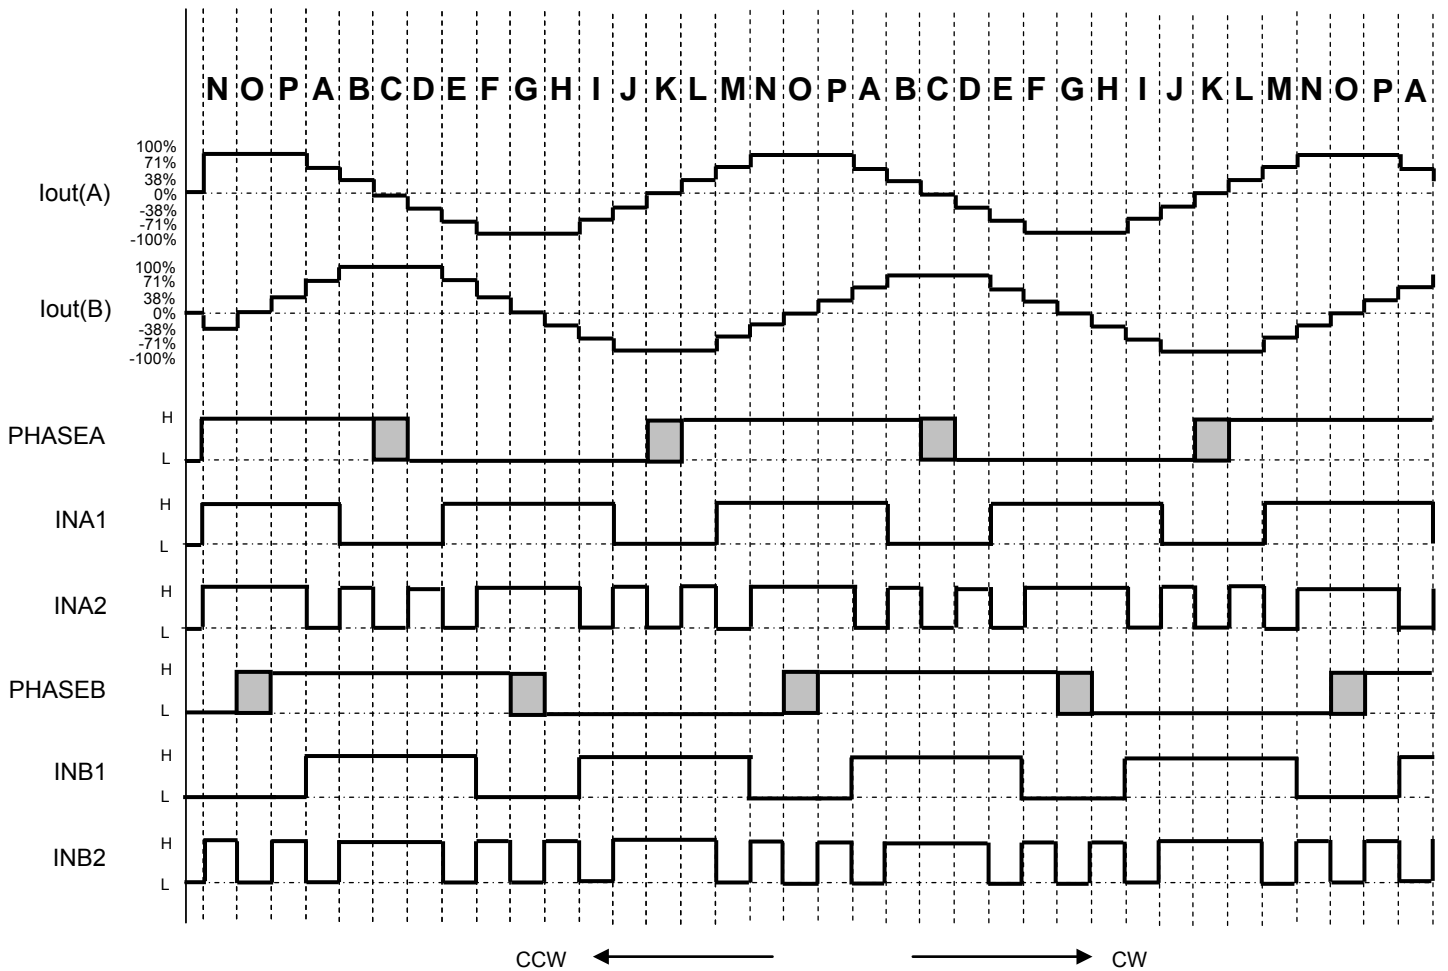 N O P A B C D E F G H I J K L M N O P A B C D E F G H I J K L M N O P A
Iout(A)
100%
71%
38%
0%
-38%
-71%
-100%
Iout(B)
100%
71%
38%
0%
-38%
-71%
-100%
PHASEA
H
L
INA1
H
L
INA2
H
L
PHASEB
H
L
INB1
H
L
INB2
H
L
CCW
CW